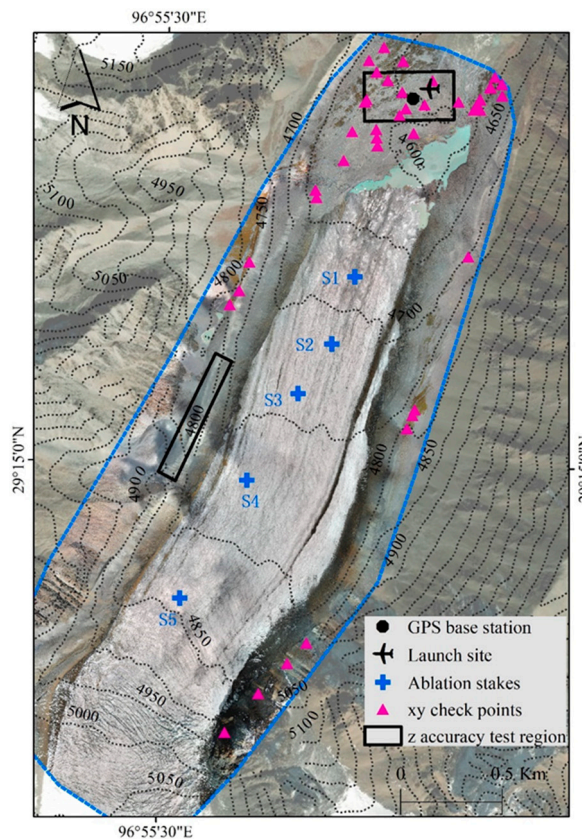 96°55'30"E
5150
N
4700
4650
4600
4950
5100
4750
5050
4800
S1
4700
S2
S3
4800
29°15'0"N
4800
4850
4900
S4
4900
S5
4850
GPS base station
Launch site
Ablation stakes
xy check points
z accuracy test region
0 0.5 Km
5050
4950
5100
5000
5050
96°55'30"E